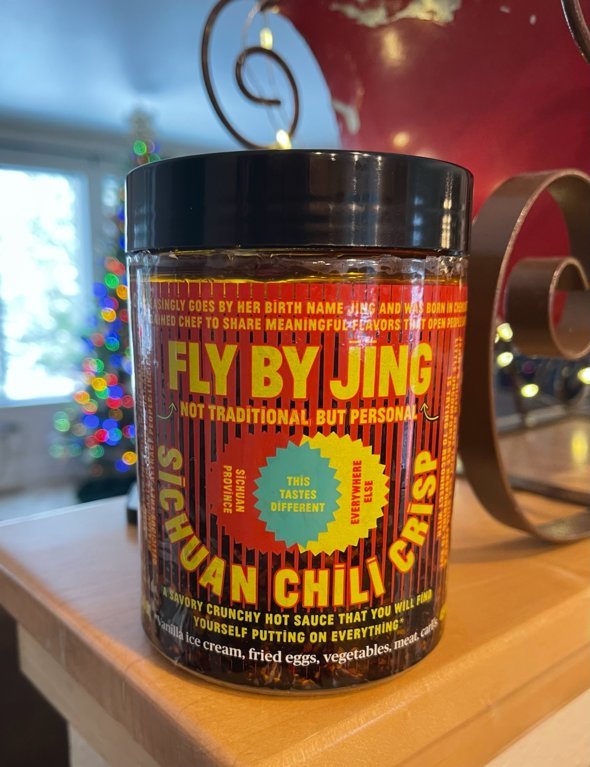 GOES BY HER BiRTH NAME JiNG AND WAS BORN iN
CHEF TO SHARE MEANiNGFUL FLAVORS THAT OPEN
FLY BY JiNG
NOT TRADiTiONAL BUT PERSONAL
SiCHUAN
PROViNCE
THiS
TASTES
DiFFERENT
EVERYWHERE
ELSE
SiCHUAN CHiLi CRiSP
A SAVORY CRUNCHY HOT SAUCE THAT YOU WiLL FiND
YOURSELF PUTTiNG ON EVERYTHiNG*
vanilla ice cream, fried eggs, vegetables, meat,